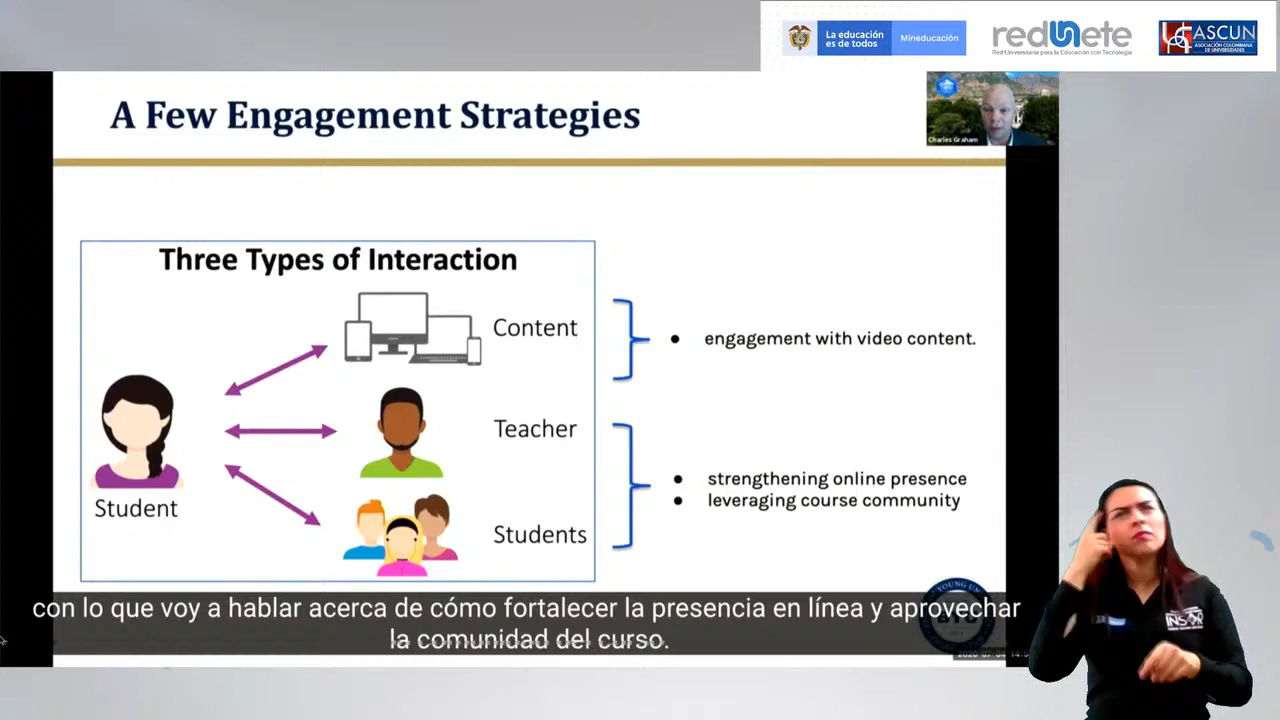 La educación
es de todos
Mineducación
redunete
Red Universitaria para la Educación con Tecnología
ASCUN
ASOCIACIÓN COLOMBIANA
DE UNIVERSIDADES
A Few Engagement Strategies
Charles Graham
Three Types of Interaction
Content
• engagement with video content.
Teacher
• strengthening online presence
• leveraging course community
Student
Students
YOUNG UN
con lo que voy a hablar acerca de cómo fortalecer la presencia en línea y aprovechar
la comunidad del curso.
INSOR